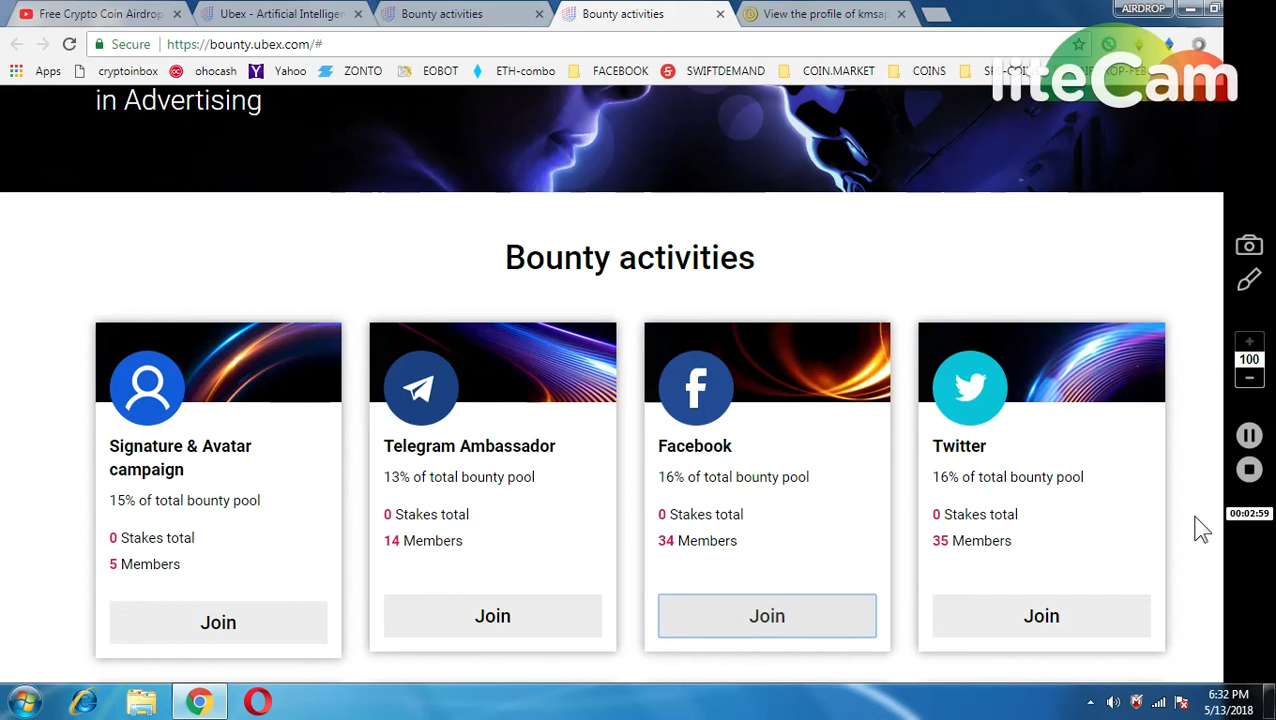 Free Crypto Coin Airdrop
Ubex - Artificial Intelligen
Bounty activities
Bounty activities
View the profile of kmsap
AIRDROP
Secure
https://bounty.ubex.com/#
Apps
cryptoinbox
ohocash
Yahoo
ZONTO
ETH-combo
FACEBOOK
SWIFTDEMAND
COIN.MARKET
COINS
liteCam
in Advertising
Bounty activities
Signature & Avatar
campaign
15% of total bounty pool
0 Stakes total
5 Members
Join
Telegram Ambassador
13% of total bounty pool
0 Stakes total
14 Members
Join
Facebook
16% of total bounty pool
0 Stakes total
34 Members
Join
Twitter
16% of total bounty pool
0 Stakes total
35 Members
Join
100
00:02:59
6:32 PM
5/13/2018